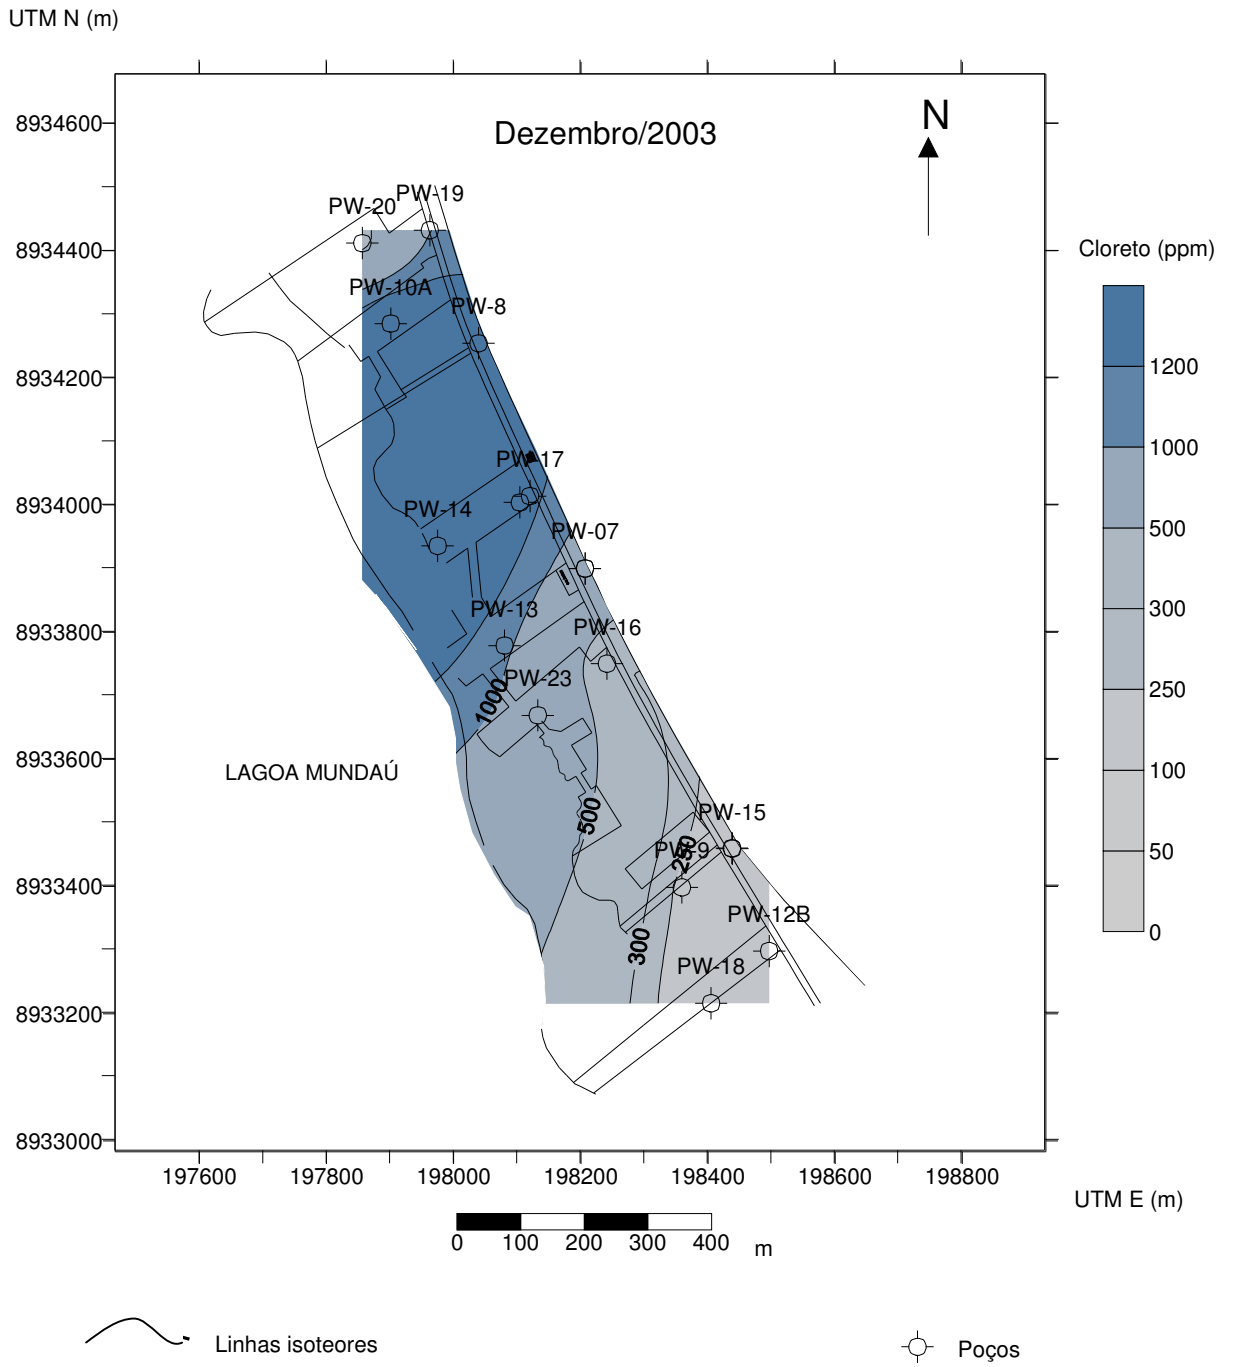 UTM N (m)
Dezembro/2003
N
8934600
8934400
8934200
8934000
8933800
8933600
8933400
8933200
8933000
PW-19
PW-20
PW-10A
PW-8
PW-17
PW-14
PW-07
PW-13
PW-16
PW-23
1000
LAGOA MUNDAÚ
500
PW-15
PW-9
250
PW-12B
300
PW-18
Cloreto (ppm)
1200
1000
500
300
250
100
50
0
197600 197800 198000 198200 198400 198600 198800
UTM E (m)
0 100 200 300 400 m
Linhas isoteores
Poços